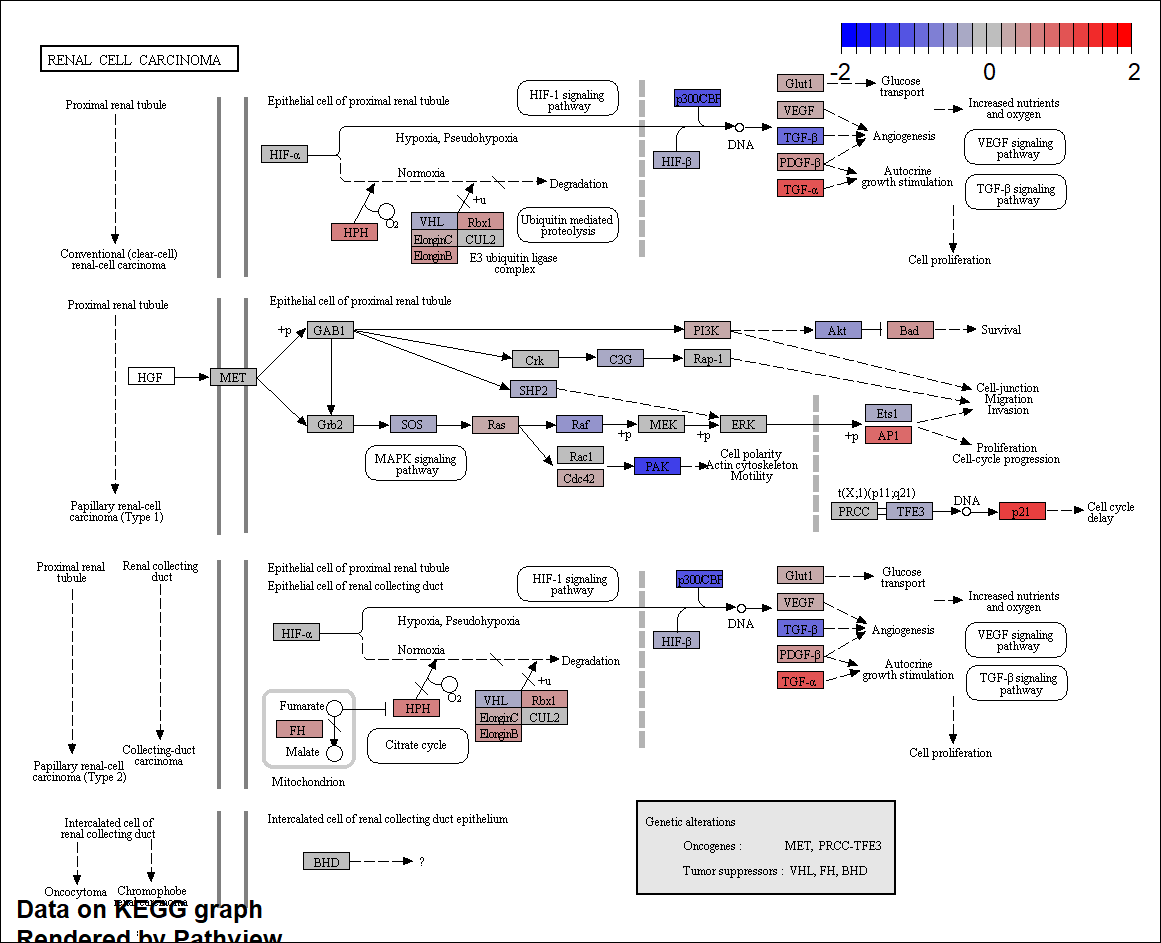 -2 0 2
RENAL CELL CARCINOMA
Proximal renal tubule
Conventional (clear-cell)
renal-cell carcinoma
Epithelial cell of proximal renal tubule
HIF-1 signaling
pathway
HIF-α
Hypoxia, Pseudohypoxia
Normoxia
Degradation
HPH
O2
+u
VHL
Rbx1
ElonginC
CUL2
ElonginB
E3 ubiquitin ligase
complex
Ubiquitin mediated
proteolysis
p300/CBP
HIF-β
DNA
Glut1
VEGF
TGF-β
PDGF-β
TGF-α
Glucose
transport
Angiogenesis
Autocrine
growth stimulation
Increased nutrients
and oxygen
VEGF signaling
pathway
TGF-β signaling
pathway
Cell proliferation
Proximal renal tubule
Papillary renal-cell
carcinoma (Type 1)
Epithelial cell of proximal renal tubule
HGF
MET
+p
GAB1
Grb2
Crk
C3G
Rap-1
SHP2
PI3K
Akt
Bad
Survival
SOS
Ras
Raf
+p
MEK
+p
ERK
MAPK signaling
pathway
Rac1
Cdc42
PAK
Cell polarity
Actin cytoskeleton
Motility
+p
Ets1
AP1
Cell-junction
Migration
Invasion
Proliferation
Cell-cycle progression
t(X;1)(p11;q21)
PRCC
TFE3
DNA
p21
Cell cycle
delay
Proximal renal
tubule
Renal collecting
duct
Papillary renal-cell
carcinoma (Type 2)
Collecting-duct
carcinoma
Epithelial cell of proximal renal tubule
Epithelial cell of renal collecting duct
HIF-1 signaling
pathway
HIF-α
Hypoxia, Pseudohypoxia
Normoxia
Degradation
Fumarate
FH
Malate
Mitochondrion
HPH
O2
Citrate cycle
+u
VHL
Rbx1
ElonginC
CUL2
ElonginB
p300/CBP
HIF-β
DNA
Glut1
VEGF
TGF-β
PDGF-β
TGF-α
Glucose
transport
Angiogenesis
Autocrine
growth stimulation
Increased nutrients
and oxygen
VEGF signaling
pathway
TGF-β signaling
pathway
Cell proliferation
Intercalated cell of
renal collecting duct
Oncocytoma
Chromophobe
renal carcinoma
Intercalated cell of renal collecting duct epithelium
BHD
?
Genetic alterations
Oncogenes : MET, PRCC-TFE3
Tumor suppressors : VHL, FH, BHD
Data on KEGG graph
Rendered by Pathview